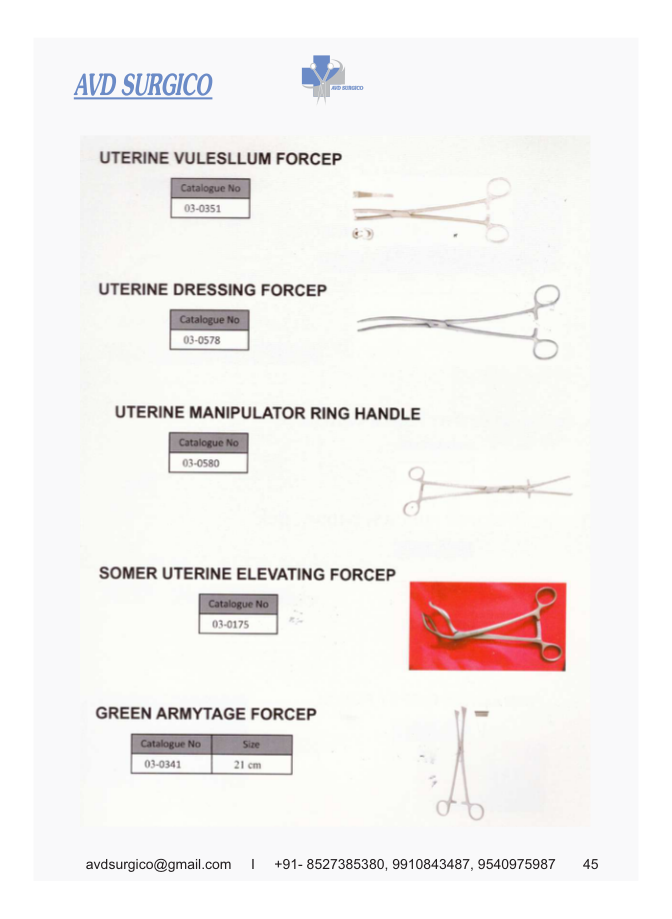 AVD SURGICO
AVD SURGICO
UTERINE VULESLLUM FORCEP
Catalogue No
03-0351
UTERINE DRESSING FORCEP
Catalogue No
03-0578
UTERINE MANIPULATOR RING HANDLE
Catalogue No
03-0580
SOMER UTERINE ELEVATING FORCEP
Catalogue No
03-0175
GREEN ARMYTAGE FORCEP
Catalogue No Size
03-0341 21 cm
avdsurgico@gmail.com I +91- 8527385380, 9910843487, 9540975987 45